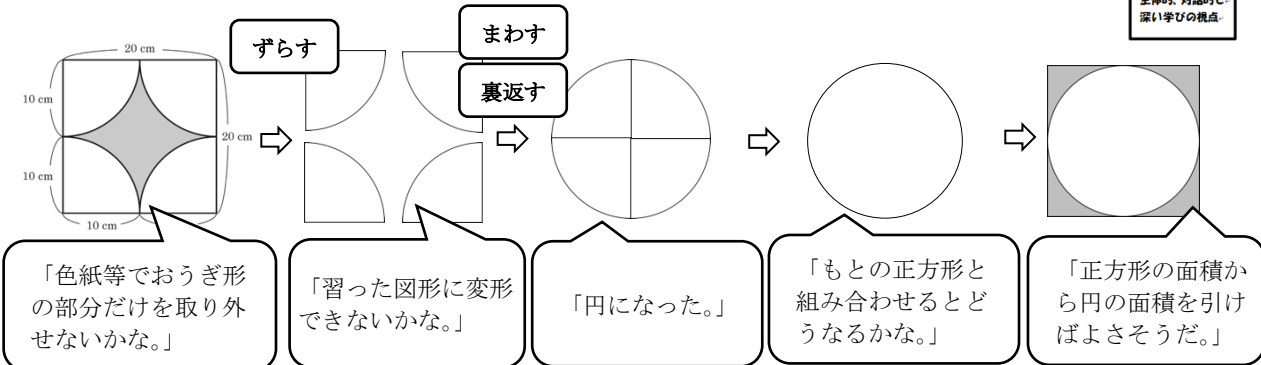 主体的、対話的で
深い学びの視点
20 cm
10 cm
20 cm
10 cm
10 cm
ずらす
まわす
裏返す
「色紙等でおうぎ形
の部分だけを取り外
せないかな。」
「習った図形に変形
できないかな。」
「円になった。」
「もとの正方形と
組み合わせるとど
うなるかな。」
「正方形の面積か
ら円の面積を引け
ばよさそうだ。」